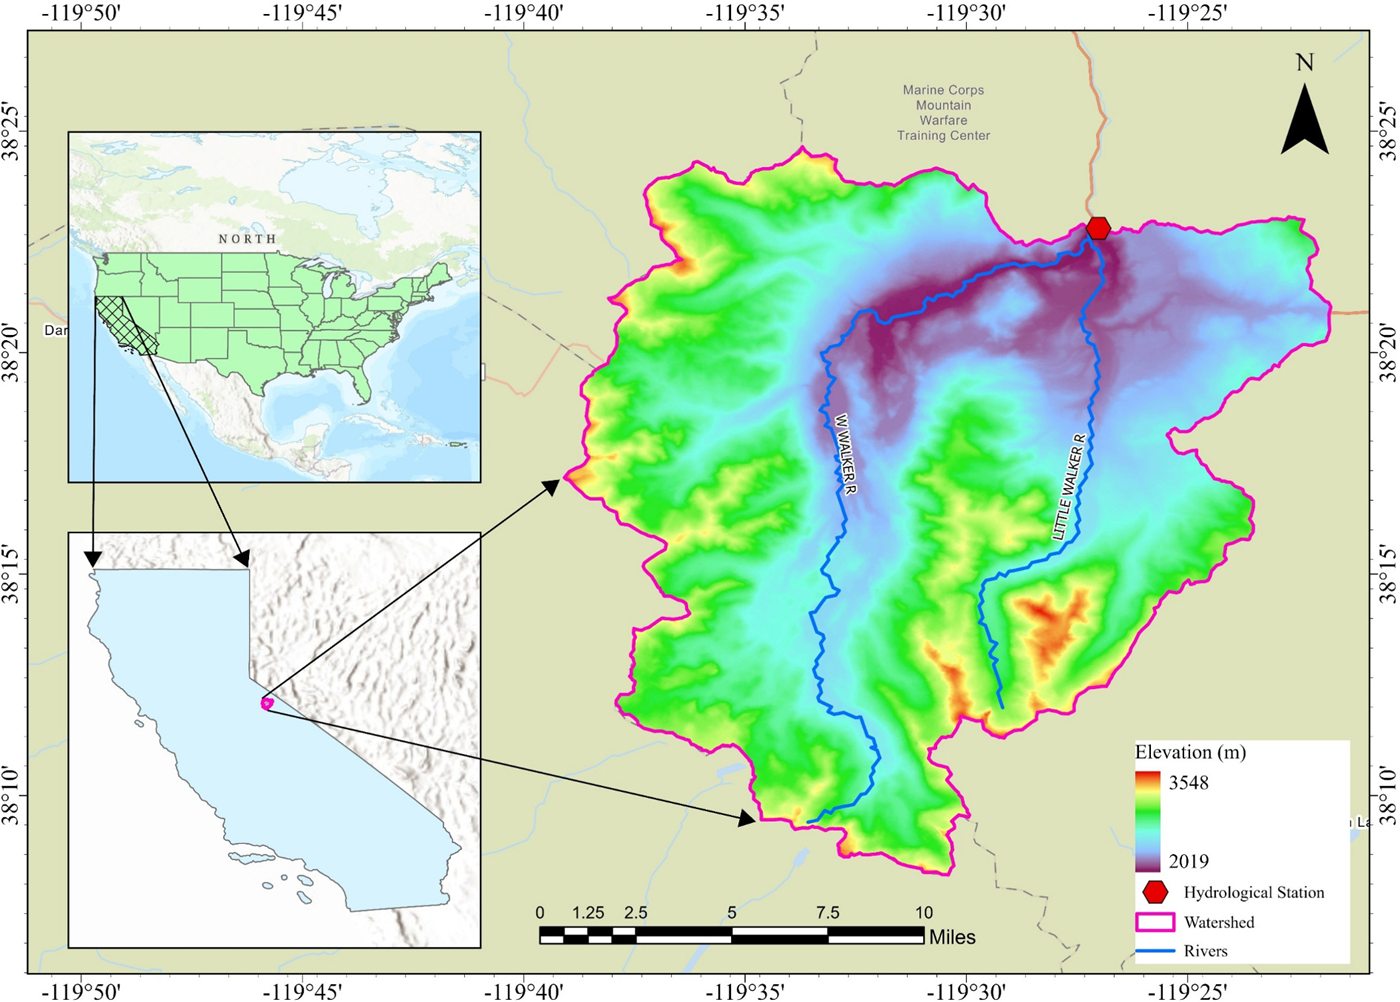 -119°50' -119°45' -119°40' -119°35' -119°30' -119°25'
38°25'
38°20'
38°15'
38°10'
Marine Corps
Mountain
Warfare
Training Center
N
38°25'
38°20'
38°15'
38°10'
NORTH
Dar
W WALKER R
LITTLE WALKER R
Elevation (m)
3548
2019
Hydrological Station
Watershed
Rivers
La
0 1.25 2.5 5 7.5 10
Miles
-119°50' -119°45' -119°40' -119°35' -119°30' -119°25'